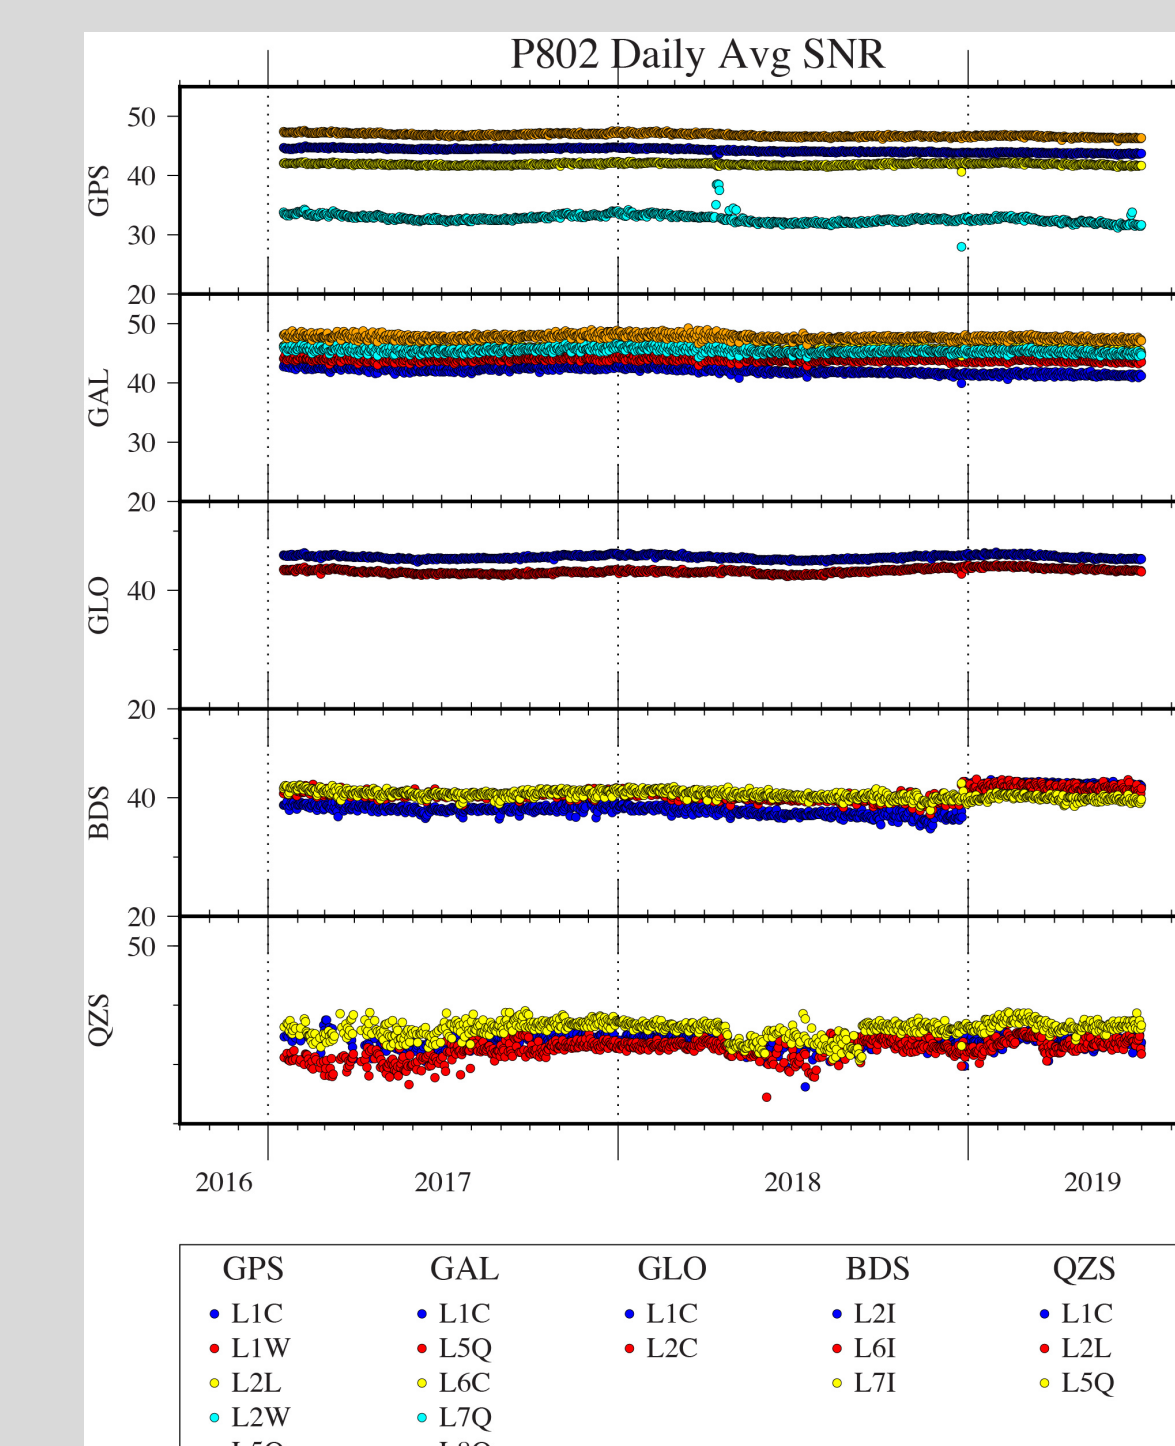 P802 Daily Avg SNR
GPS
50
40
30
20
GAL
50
40
30
20
GLO
40
20
BDS
40
20
QZS
50
2016 2017 2018 2019
GPS GAL GLO BDS QZS
L1C L1C L1C L2I L1C
L1W L5Q L2C L6I L2L
L2L L6C L7I L5Q
L2W L7Q